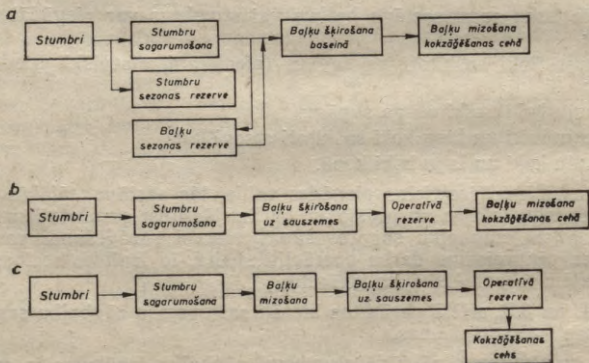 a
Stumbri
Stumbru
sagarumošana
Baļķu šķirošana
baseinā
Baļķu mizošana
kokzāģēšanas cehā
Stumbru
sezonas rezerve
Baļķu
sezonas rezerve
b
Stumbri
Stumbru
sagarumošana
Baļķu šķirošana
uz sauszemes
Operatīvā
rezerve
Baļķu mizošana
kokzāģēšanas cehā
c
Stumbri
Stumbru
sagarumošana
Baļķu
mizošana
Baļķu šķirošana
uz sauszemes
Operatīvā
rezerve
Kokzāģēšanas
cehs